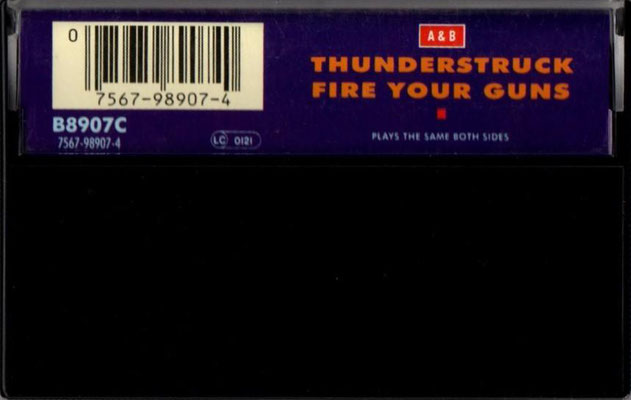 0
7567-98907-4
B8907C
7567-98907-4
LC 0121
A & B
THUNDERSTRUCK
FIRE YOUR GUNS
PLAYS THE SAME BOTH SIDES